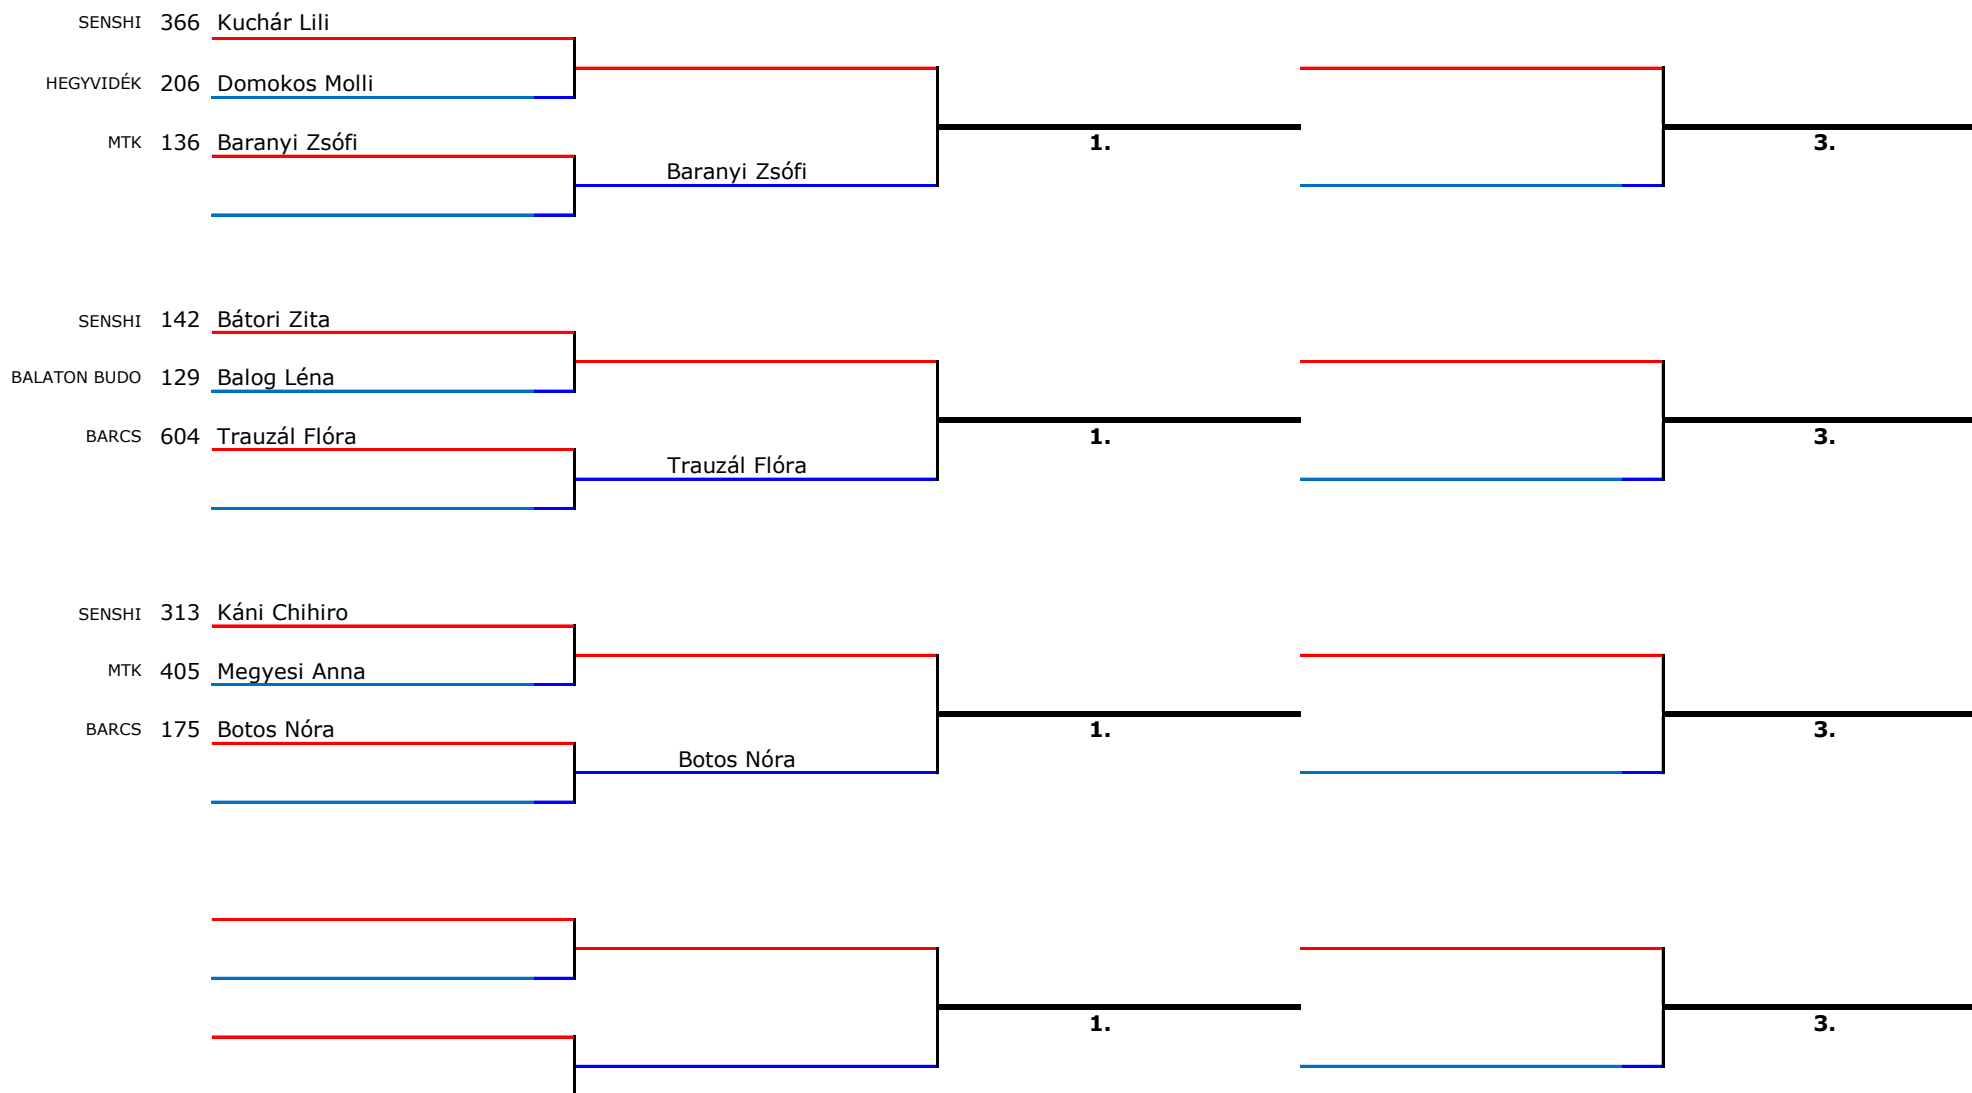 SENSHI 366 Kuchár Lili
HEGYVIDÉK 206 Domokos Molli
MTK 136 Baranyi Zsófi
1.
3.
Baranyi Zsófi
SENSHI 142 Bátori Zita
BALATON BUDO 129 Balog Léna
BARCS 604 Trauzál Flóra
1.
3.
Trauzál Flóra
SENSHI 313 Káni Chihiro
MTK 405 Megyesi Anna
BARCS 175 Botos Nóra
1.
3.
Botos Nóra
1.
3.